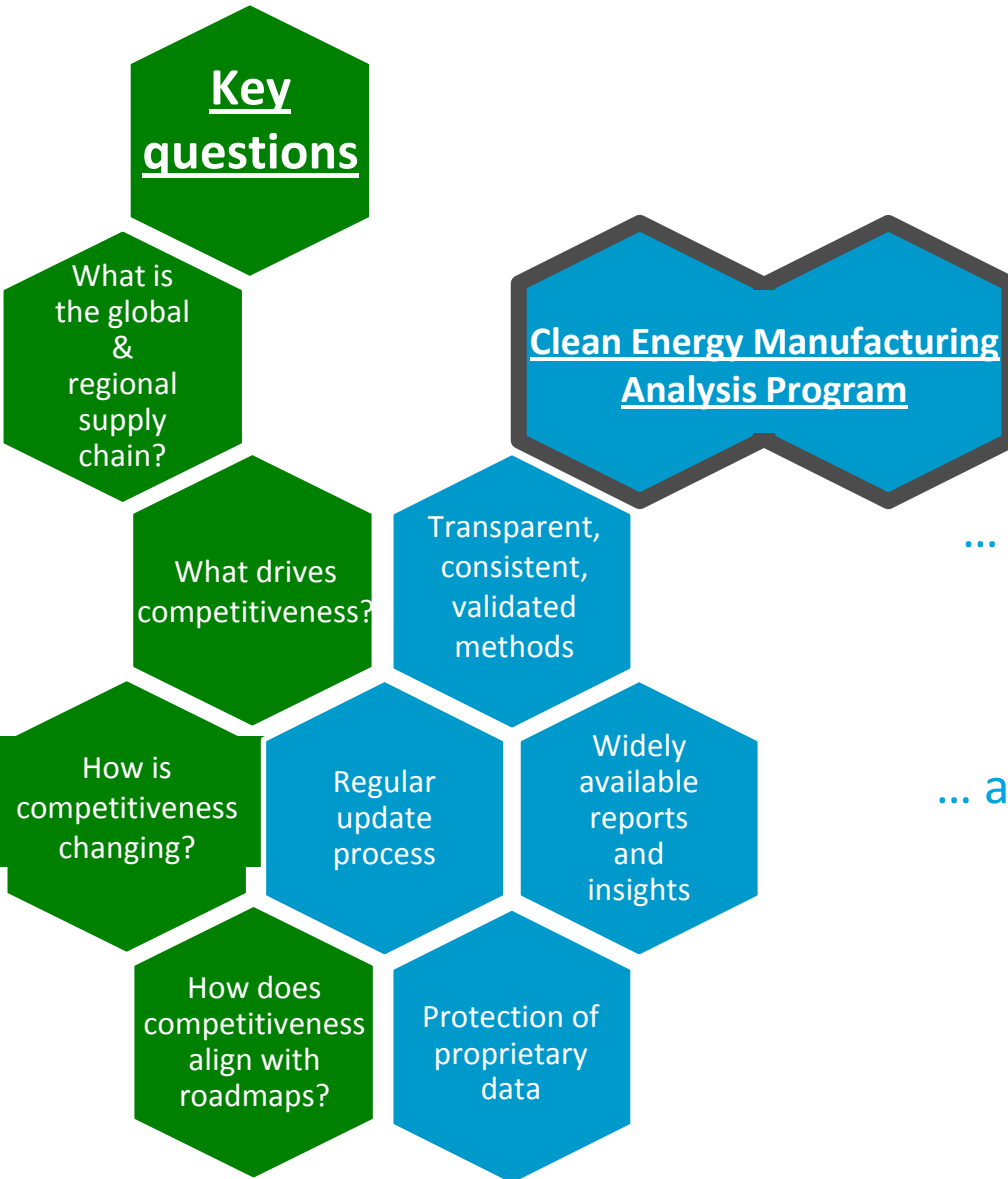 Key
questions
What is
the global
&
regional
supply
chain?
Clean Energy Manufacturing
Analysis Program
What drives
competitiveness?
Transparent,
consistent,
validated
methods
...
How is
competitiveness
changing?
Regular
update
process
Widely
available
reports
and
insights
... a
How does
competitiveness
align with
roadmaps?
Protection of
proprietary
data